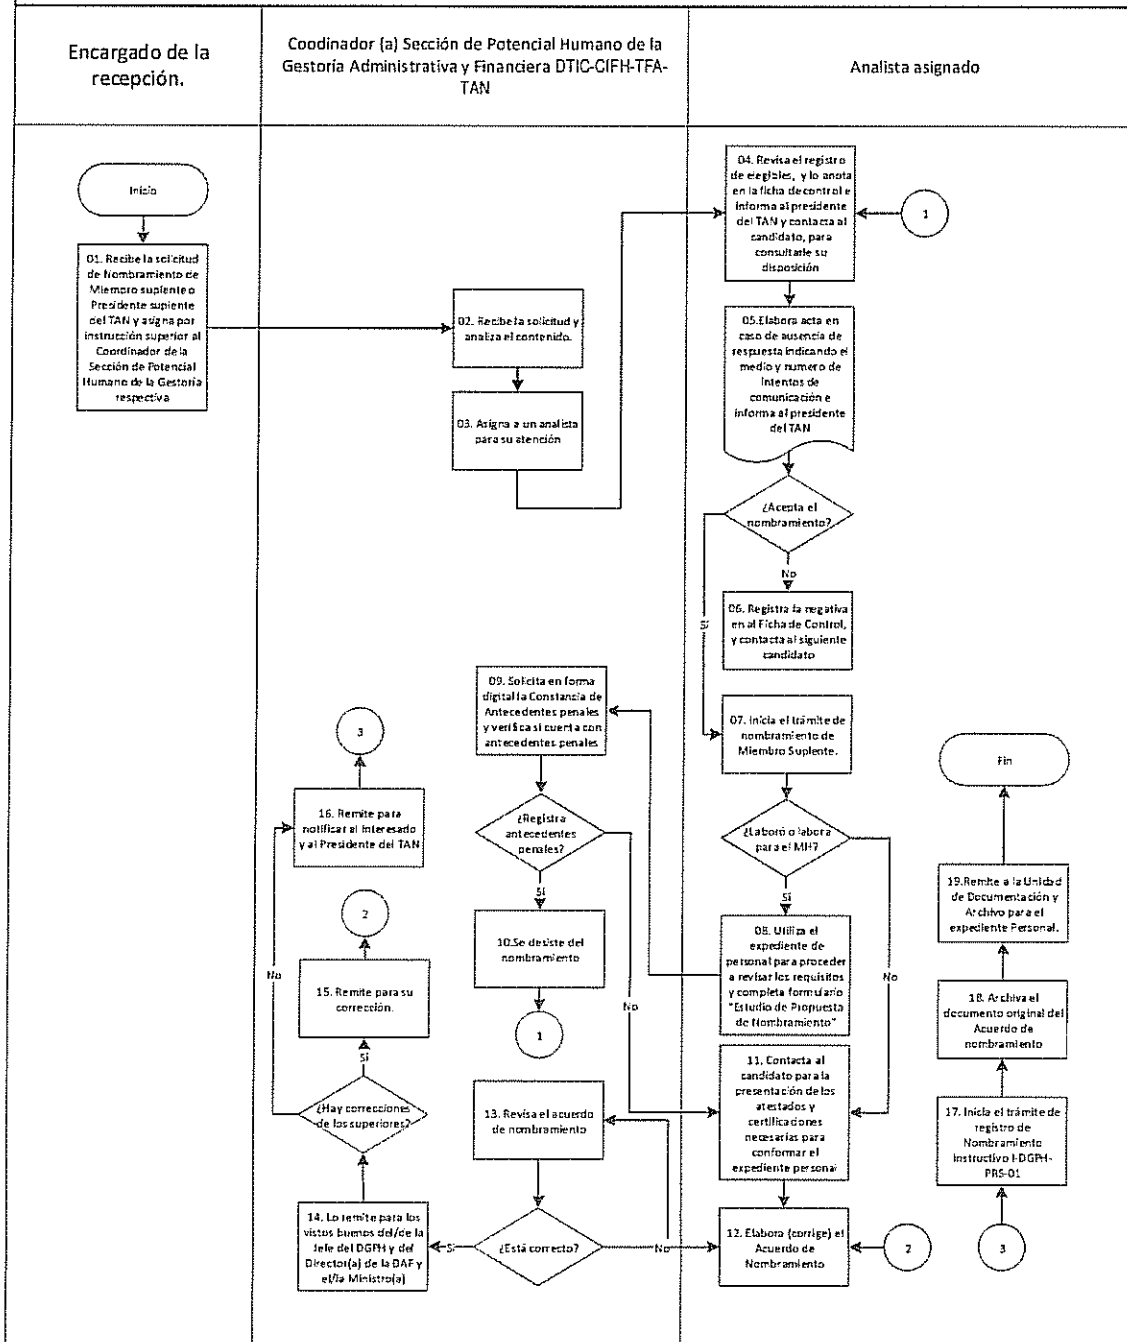 Encargado de la
recepción.
Coodinador (a) Sección de Potencial Humano de la
Gestoría Administrativa y Financiera DTIC-CIFH-TFA-
TAN
Analista asignado
Inicio
01. Recibe la solicitud
de Nombramiento de
Miembro suplente o
Presidente suplente
del TAN y asigna por
instrucción superior al
Coordinador de la
Sección de Potencial
Humano de la Gestoría
respectiva
02. Recibe la solicitud y
analiza el contenido.
03. Asigna a un analista
para su atención
04. Revisa el registro
de elegibles, y lo anota
en la ficha de control e
informa al presidente
del TAN y contacta al
candidato, para
consultarle su
disposición
1
05.Elabora acta en
caso de ausencia de
respuesta indicando el
medio y numero de
intentos de
comunicación e
informa al presidente
del TAN
¿Acepta el
nombramiento?
No
Sí
06. Registra la negativa
en al Ficha de Control,
y contacta al siguiente
candidato
07. Inicia el trámite de
nombramiento de
Miembro Suplente.
¿Laboró o labora
para el MH?
Sí
No
08. Utiliza el
expediente de
personal para proceder
a revisar los requisitos
y completa formulario
"Estudio de Propuesta
de Nombramiento"
09. Solicita en forma
digital la Constancia de
Antecedentes penales
y verifica si cuenta con
antecedentes penales
¿Registra
antecedentes
penales?
Sí
No
10.Se desiste del
nombramiento
1
11. Contacta al
candidato para la
presentación de los
atestados y
certificaciones
necesarias para
conformar el
expediente personal
12. Elabora (corrige) el
Acuerdo de
Nombramiento
2
13. Revisa el acuerdo
de nombramiento
¿Está correcto?
No
Sí
14. Lo remite para los
vistos buenos del/de la
Jefe del DGPH y del
Director(a) de la DAF y
el/la Ministro(a)
¿Hay correcciones
de los superiores?
Sí
No
15. Remite para su
corrección.
2
16. Remite para
notificar al interesado
y al Presidente del TAN
3
3
17. Inicia el trámite de
registro de
Nombramiento
Instructivo I-DGPH-
PRS-01
18. Archiva el
documento original del
Acuerdo de
nombramiento
19.Remite a la Unidad
de Documentación y
Archivo para el
expediente Personal.
Fin